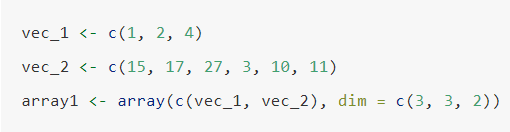 vec_1 <- c(1, 2, 4)
vec_2 <- c(15, 17, 27, 3, 10, 11)
array1 <- array(c(vec_1, vec_2), dim = c(3, 3, 2))